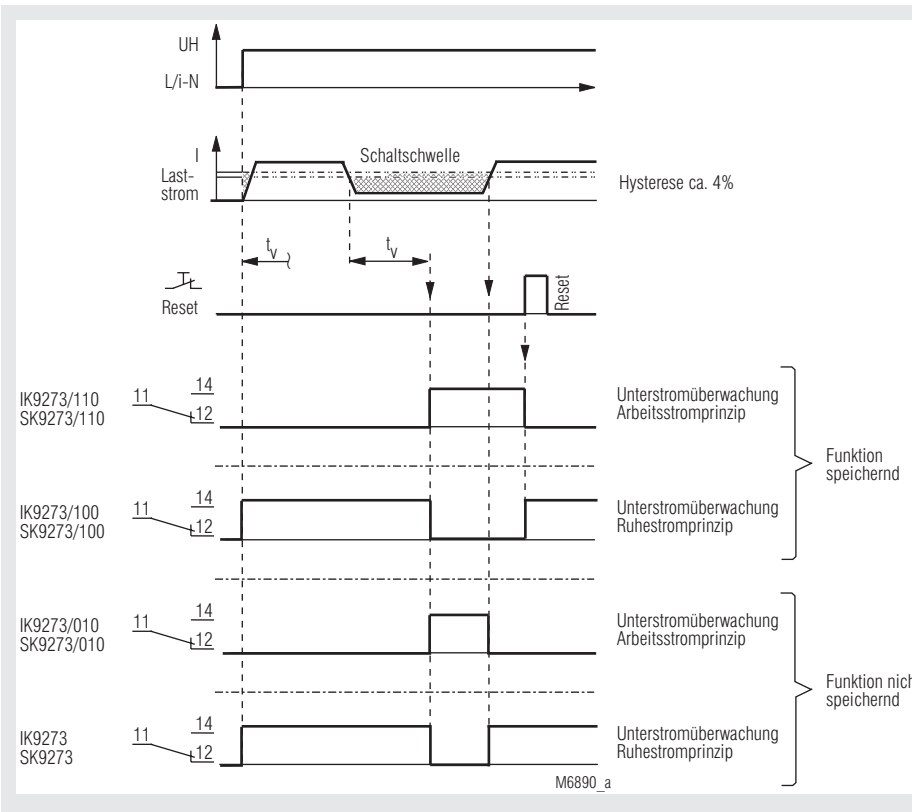 UH
L/i-N
I
Last-
strom
Schaltschwelle
Hysterese ca. 4%
tv
tv
Reset
Reset
IK9273/110
SK9273/110
11
14
12
Unterstromüberwachung
Arbeitsstromprinzip
Funktion
speichernd
IK9273/100
SK9273/100
11
14
12
Unterstromüberwachung
Ruhestromprinzip
IK9273/010
SK9273/010
11
14
12
Unterstromüberwachung
Arbeitsstromprinzip
Funktion nich
speichernd
IK9273
SK9273
11
14
12
Unterstromüberwachung
Ruhestromprinzip
M6890_a